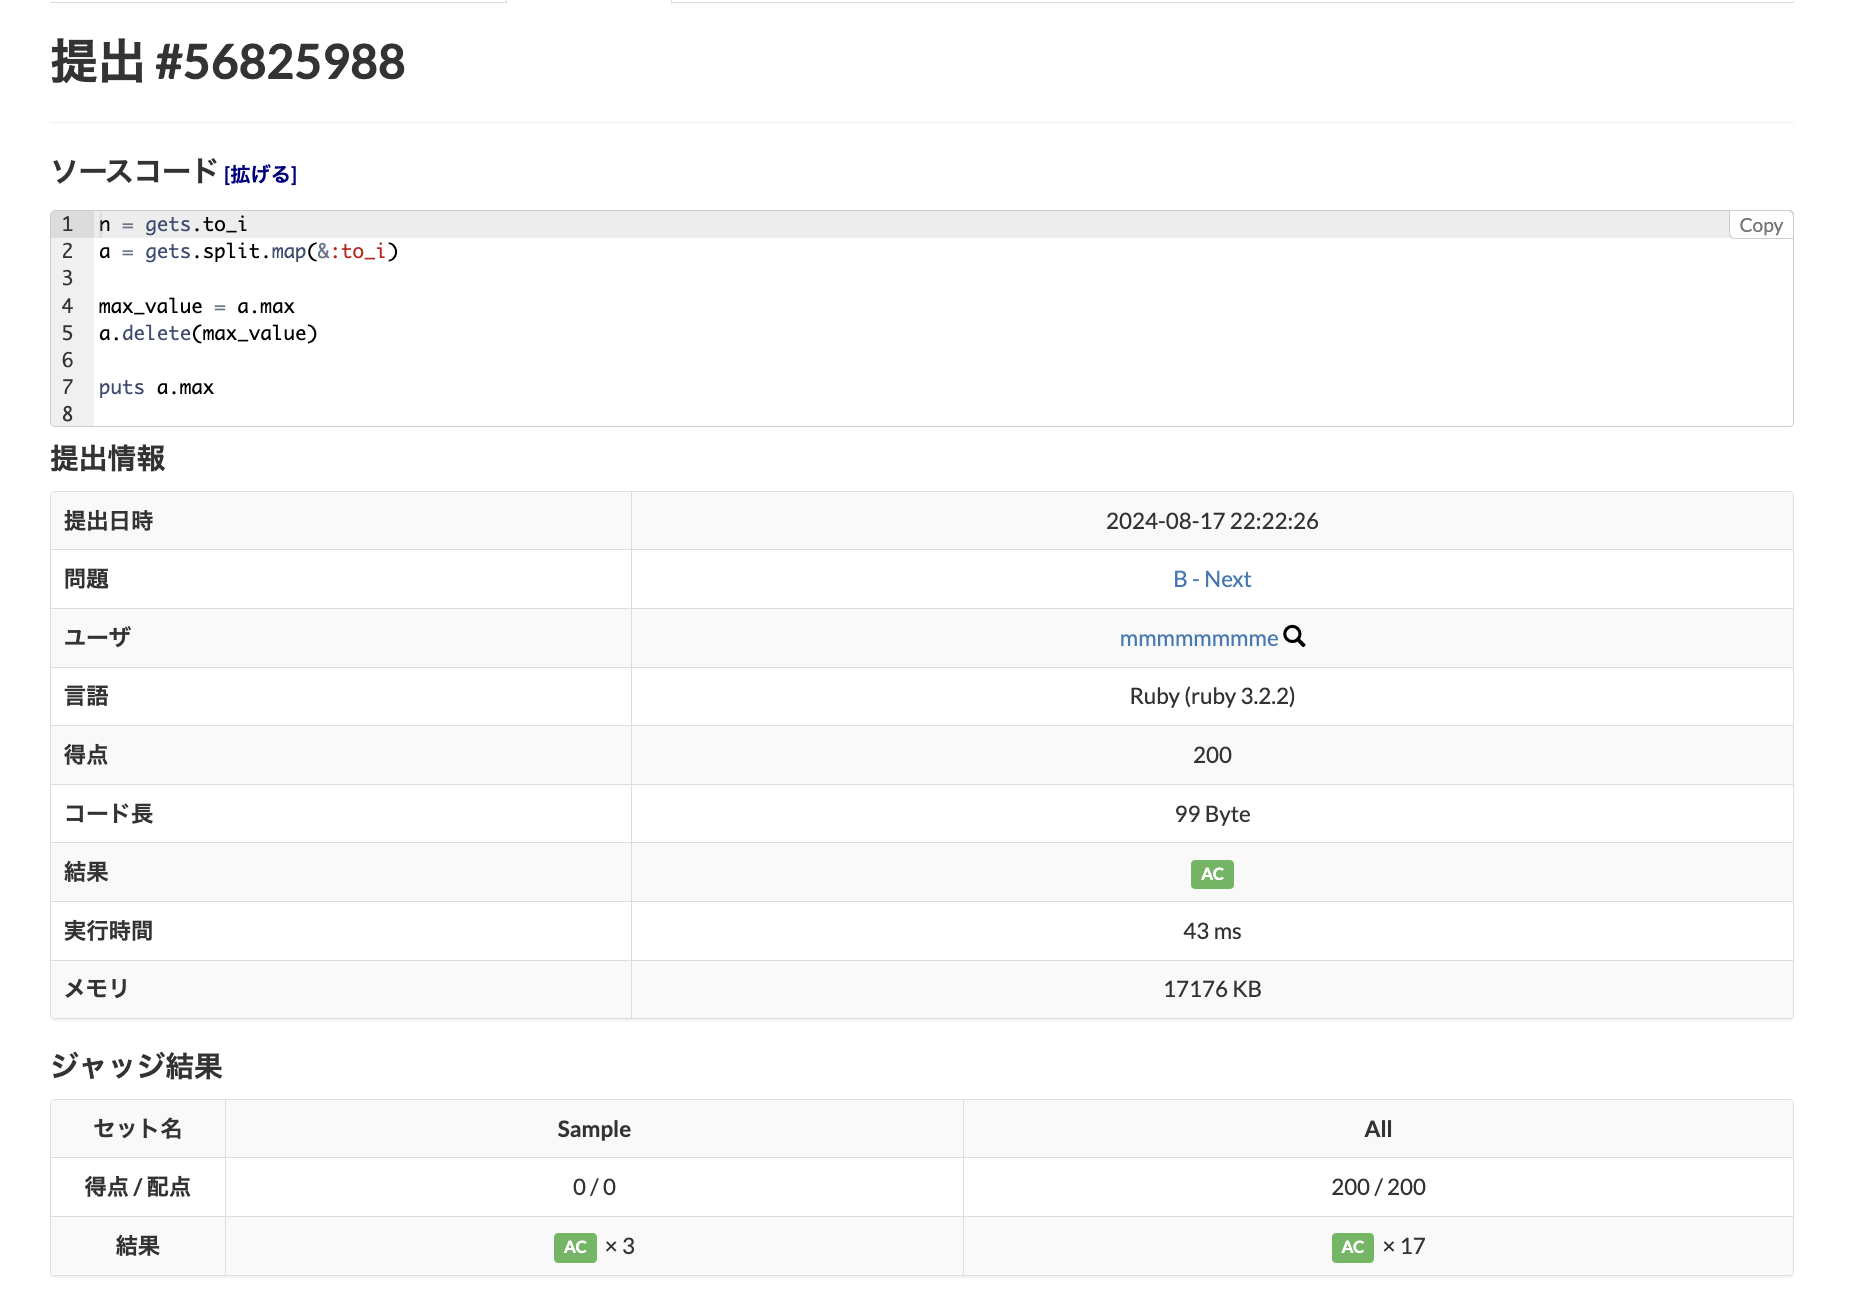 提出 #56825988
ソースコード [拡げる]
Copy
1 n = gets.to_i
2 a = gets.split.map(&:to_i)
3
4 max_value = a.max
5 a.delete(max_value)
6
7 puts a.max
8
提出情報
提出日時 2024-08-17 22:22:26
問題 B - Next
ユーザ mmmmmmmme
言語 Ruby (ruby 3.2.2)
得点 200
コード長 99 Byte
結果 AC
実行時間 43 ms
メモリ 17176 KB
ジャッジ結果
セット名 Sample All
得点 / 配点 0 / 0 200 / 200
結果 AC × 3 AC × 17